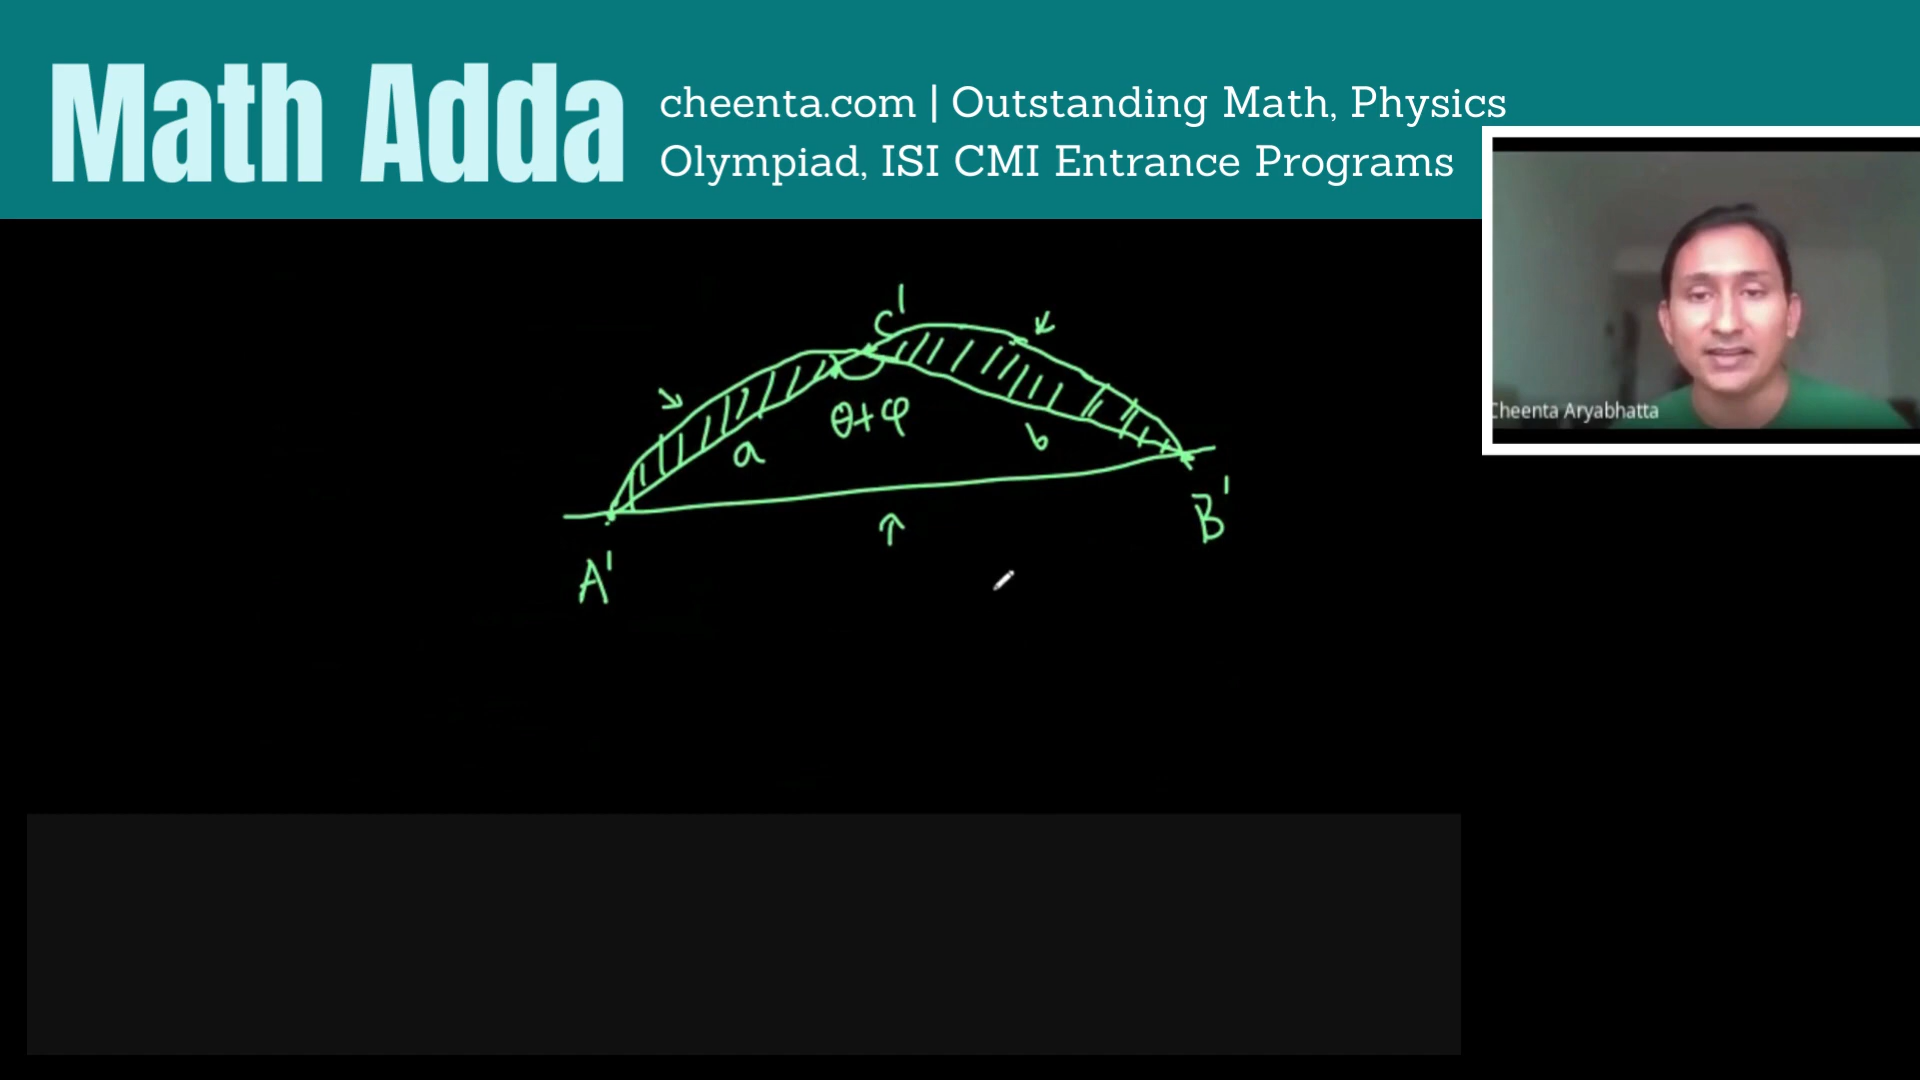 Math Adda
cheenta.com | Outstanding Math, Physics
Olympiad, ISI CMI Entrance Programs
Cheenta Aryabhatta
C'
θ+φ
a
b
B'
A'